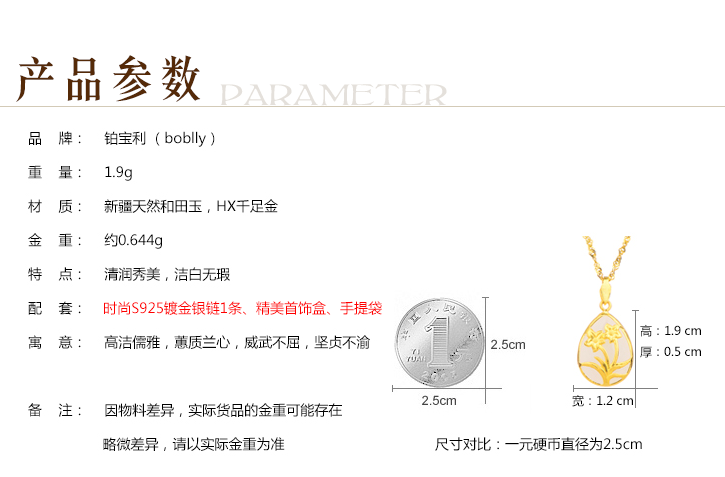 产品参数 PARAMETER
品 牌： 铂宝利（boblly）
重 量： 1.9g
材 质： 新疆天然和田玉，HX千足金
金 重： 约0.644g
特 点： 清润秀美，洁白无瑕
配 套： 时尚S925镀金银链1条、精美首饰盒、手提袋
寓 意： 高洁儒雅，蕙质兰心，威武不屈，坚贞不渝
备 注： 因物料差异，实际货品的金重可能存在
略微差异，请以实际金重为准
1
YI
YUAN
2.5cm
2.5cm
高：1.9 cm
厚：0.5 cm
宽：1.2 cm
尺寸对比：一元硬币直径为2.5cm